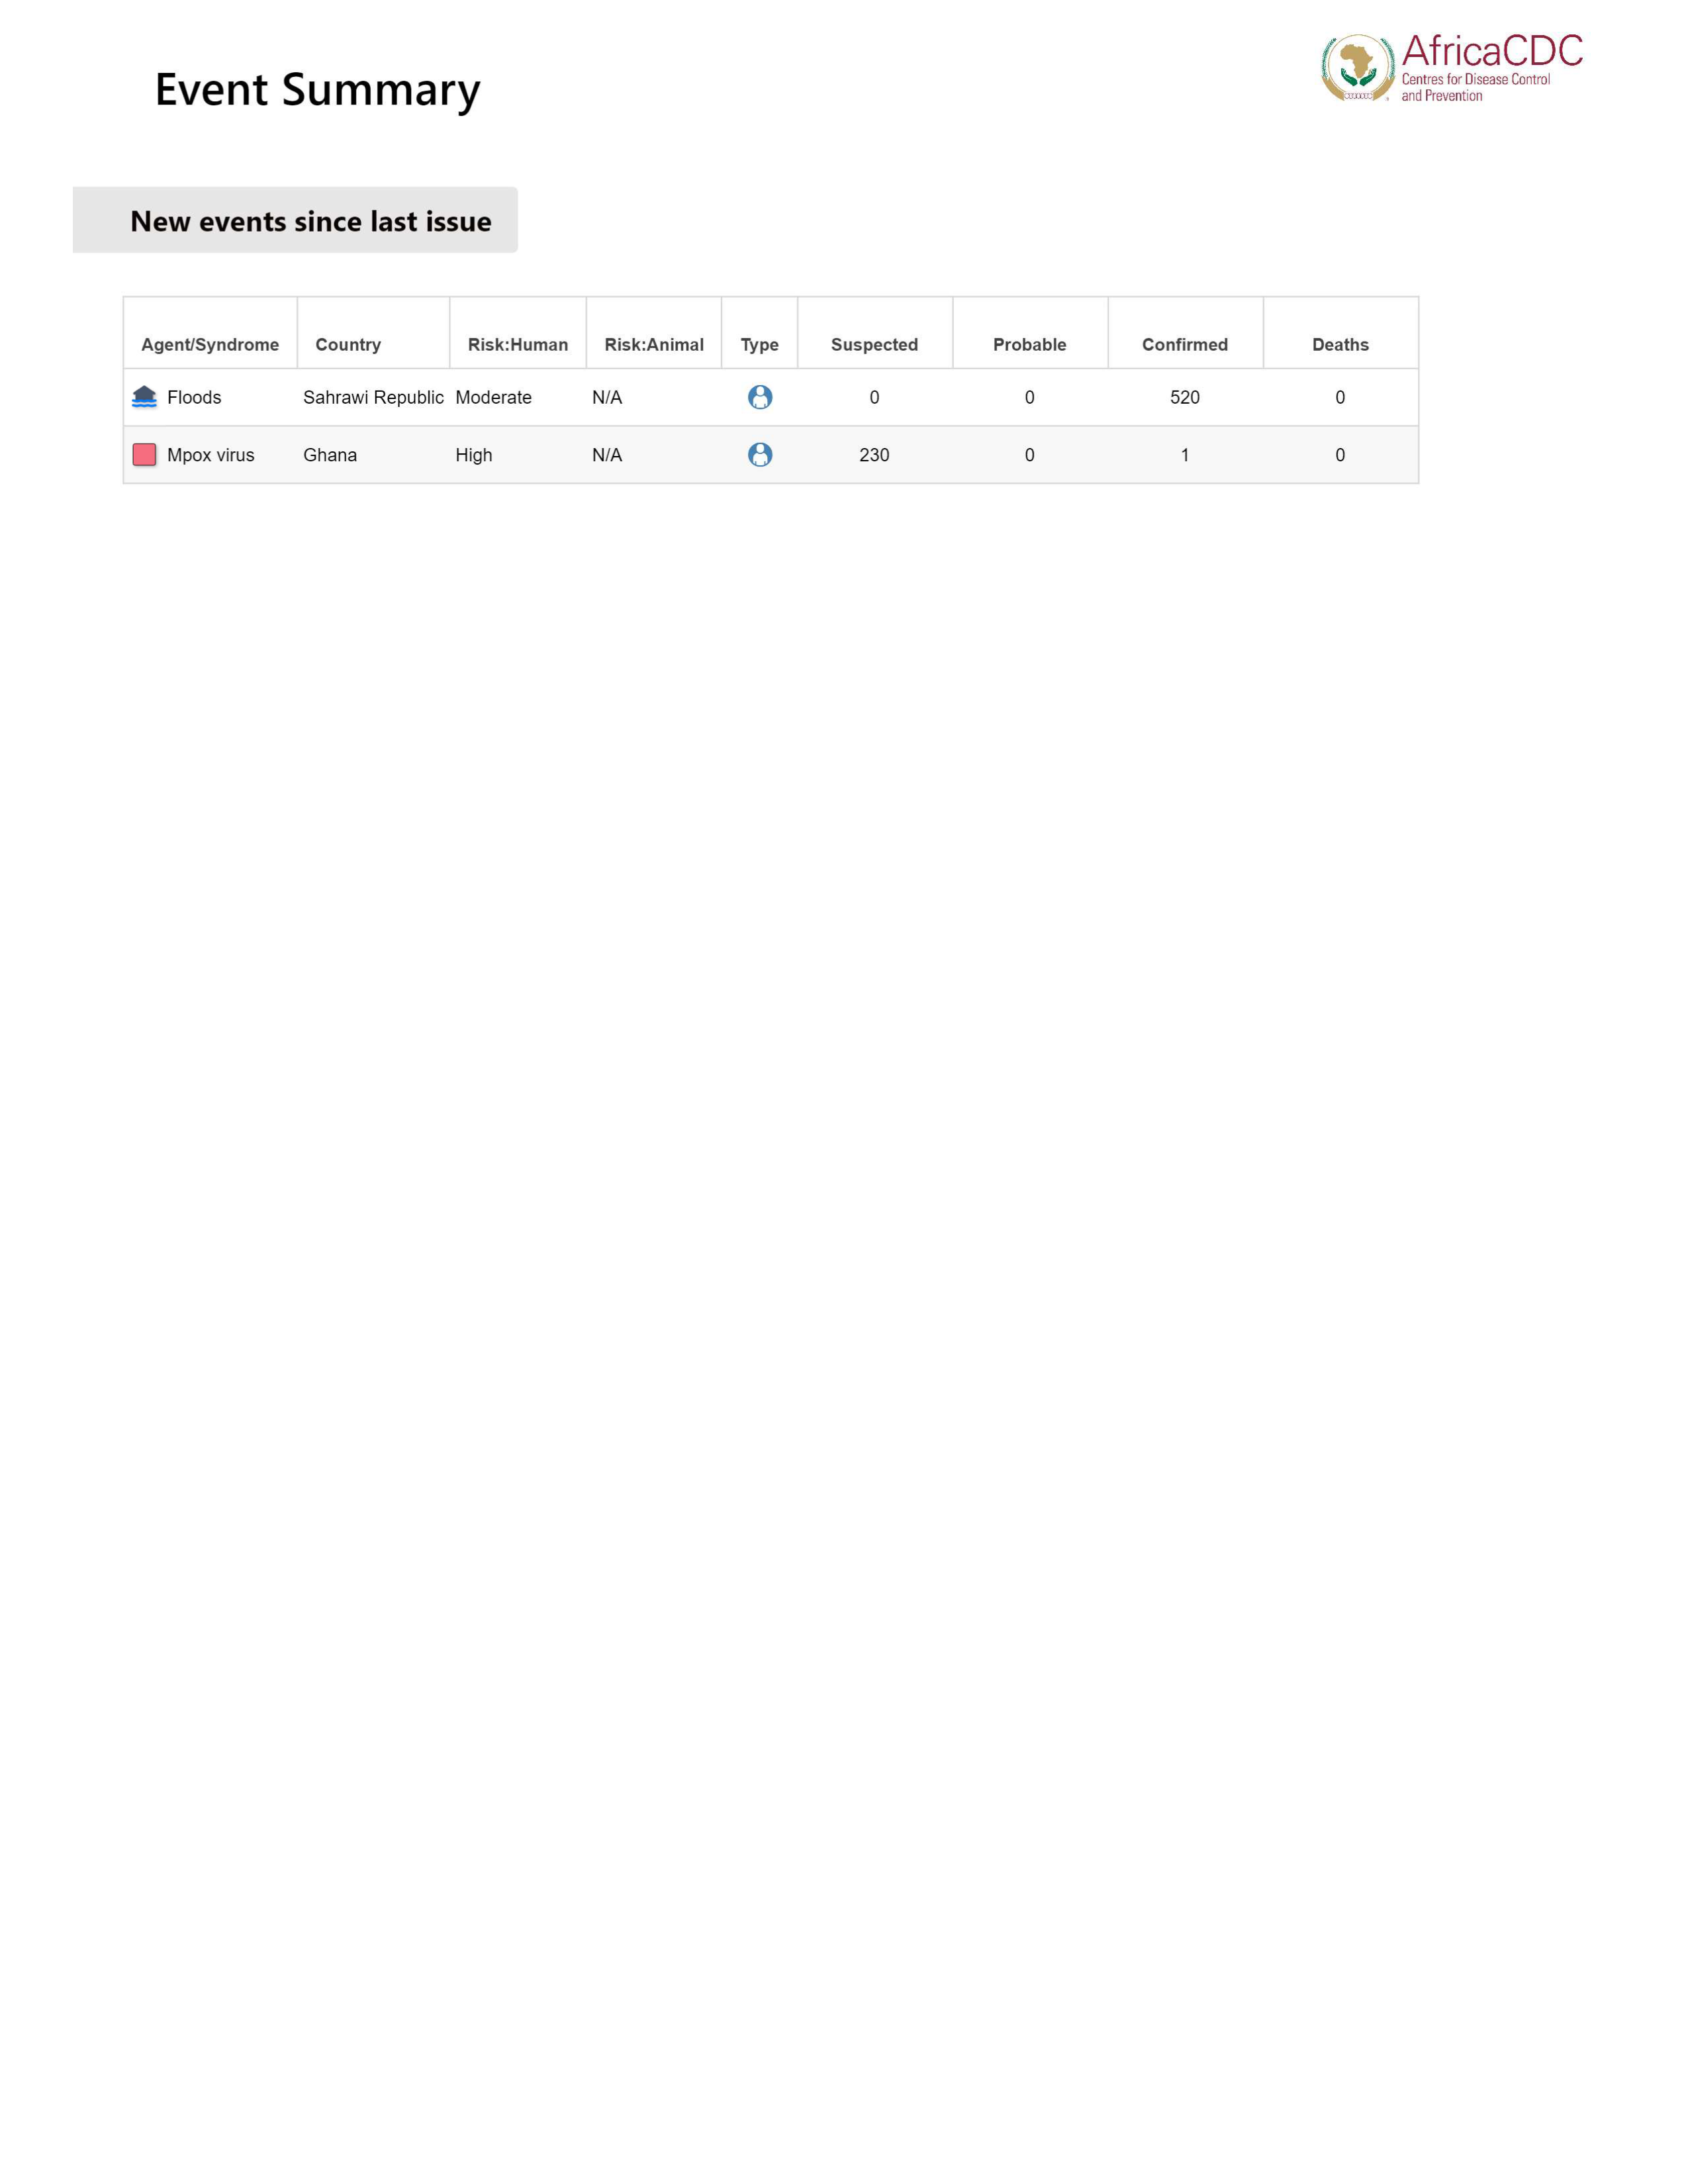 Event Summary
AfricaCDC
Centres for Disease Control
and Prevention
New events since last issue
Agent/Syndrome Country Risk:Human Risk:Animal Type Suspected Probable Confirmed Deaths
Floods Sahrawi Republic Moderate N/A 0 0 520 0
Mpox virus Ghana High N/A 230 0 1 0